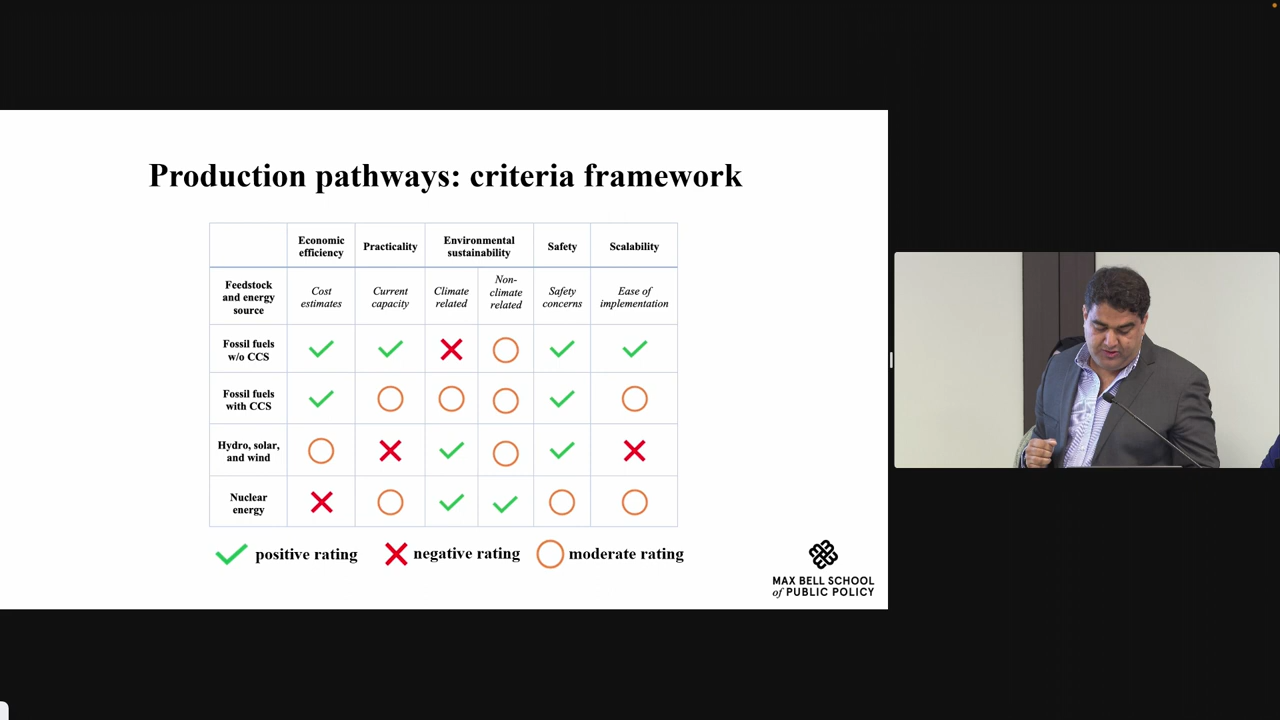 Production pathways: criteria framework
Economic
efficiency
Practicality
Environmental
sustainability
Safety
Scalability
Feedstock
and energy
source
Cost
estimates
Current
capacity
Climate
related
Non-
climate
related
Safety
concerns
Ease of
implementation
Fossil fuels
w/o CCS
Fossil fuels
with CCS
Hydro, solar,
and wind
Nuclear
energy
positive rating
negative rating
moderate rating
MAX BELL SCHOOL
of PUBLIC POLICY